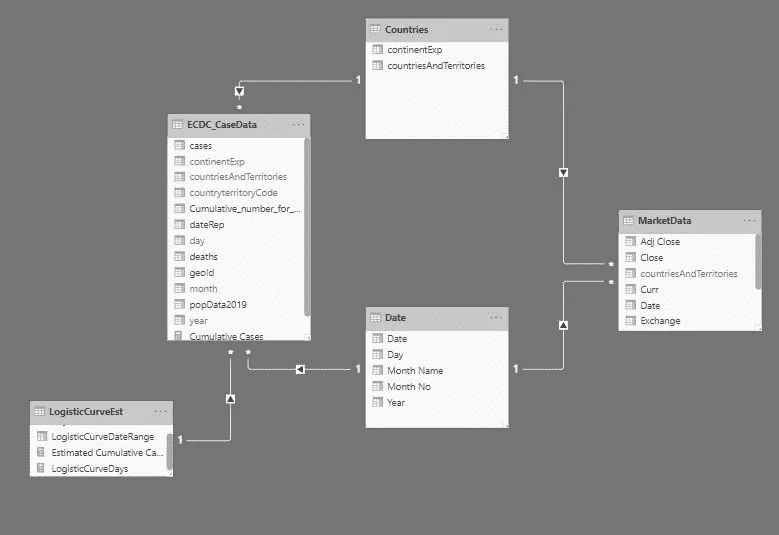 Countries ...
continentExp
countriesAndTerritories
1
1
ECDC_CaseData ...
cases
continentExp
countriesAndTerritories
countryterritoryCode
Cumulative_number_for_...
dateRep
day
deaths
geoId
month
popData2019
year
Cumulative Cases
*
MarketData ...
Adj Close
Close
countriesAndTerritories
Curr
Date
Exchange
*
*
Date ...
Date
Day
Month Name
Month No
Year
1
1
* *
LogisticCurveEst ...
LogisticCurveDateRange
Estimated Cumulative Ca...
LogisticCurveDays
1